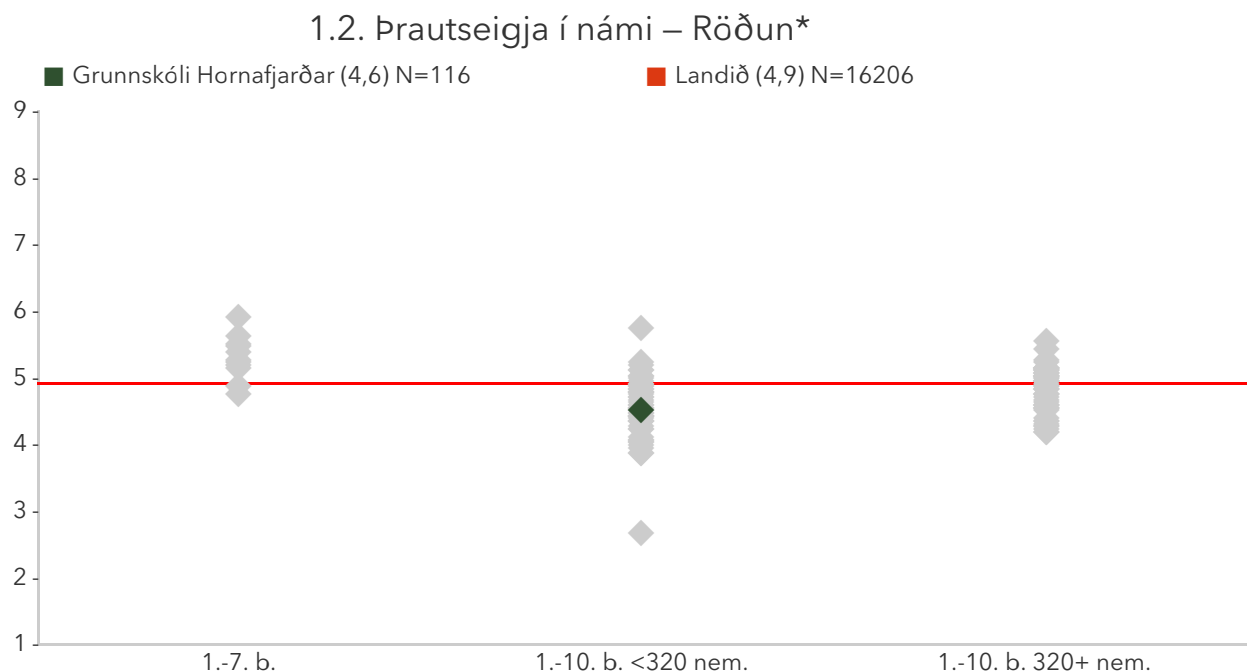 1.2. Þrautseigja í námi – Röðun*
Grunnskóli Hornafjarðar (4,6) N=116
Landið (4,9) N=16206
9
8
7
6
5
4
3
2
1
1.-7. b.
1.-10. b. <320 nem.
1.-10. b. 320+ nem.